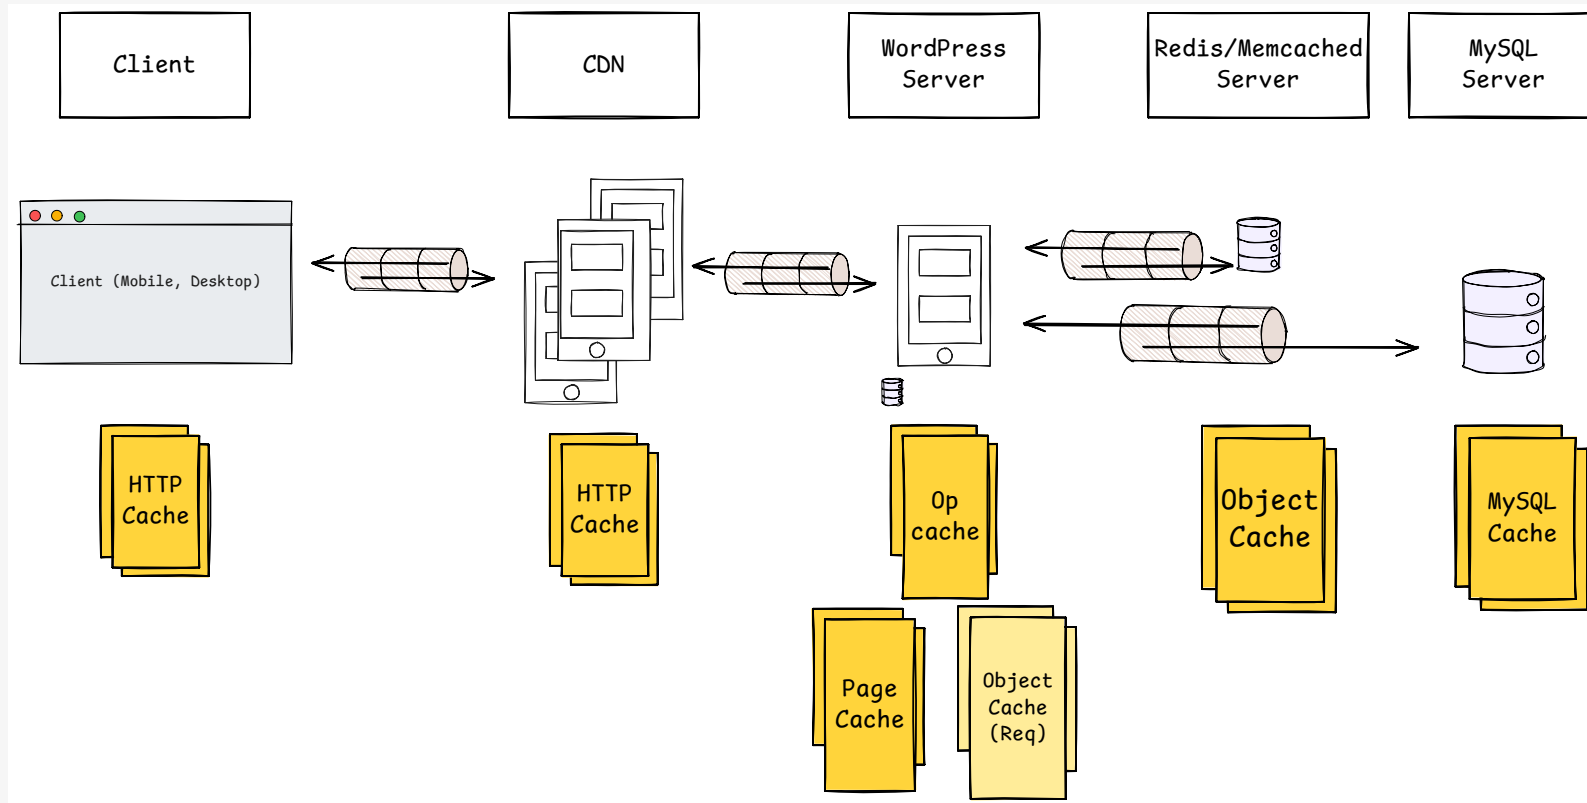 Client
CDN
WordPress
Server
Redis/Memcached
Server
MySQL
Server
Client (Mobile, Desktop)
HTTP
Cache
HTTP
Cache
Op
cache
Object
Cache
MySQL
Cache
Page
Cache
Object
Cache
(Req)